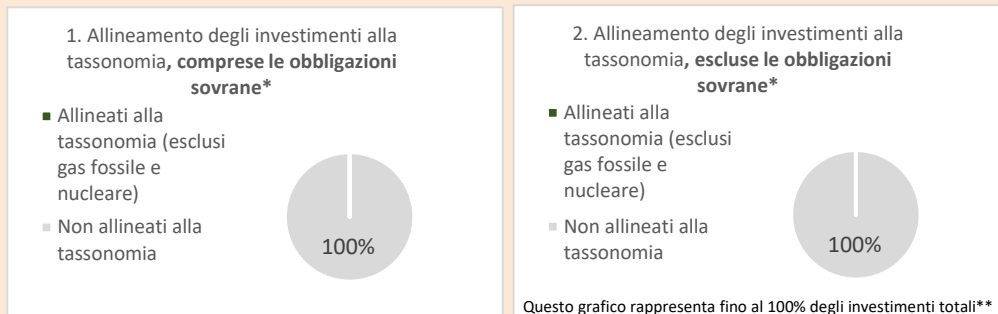 1. Allineamento degli investimenti alla
tassonomia, comprese le obbligazioni
sovrane*
Allineati alla
tassonomia (esclusi
gas fossile e
nucleare)
Non allineati alla
tassonomia
100%
2. Allineamento degli investimenti alla
tassonomia, escluse le obbligazioni
sovrane*
Allineati alla
tassonomia (esclusi
gas fossile e
nucleare)
Non allineati alla
tassonomia
100%
Questo grafico rappresenta fino al 100% degli investimenti totali**